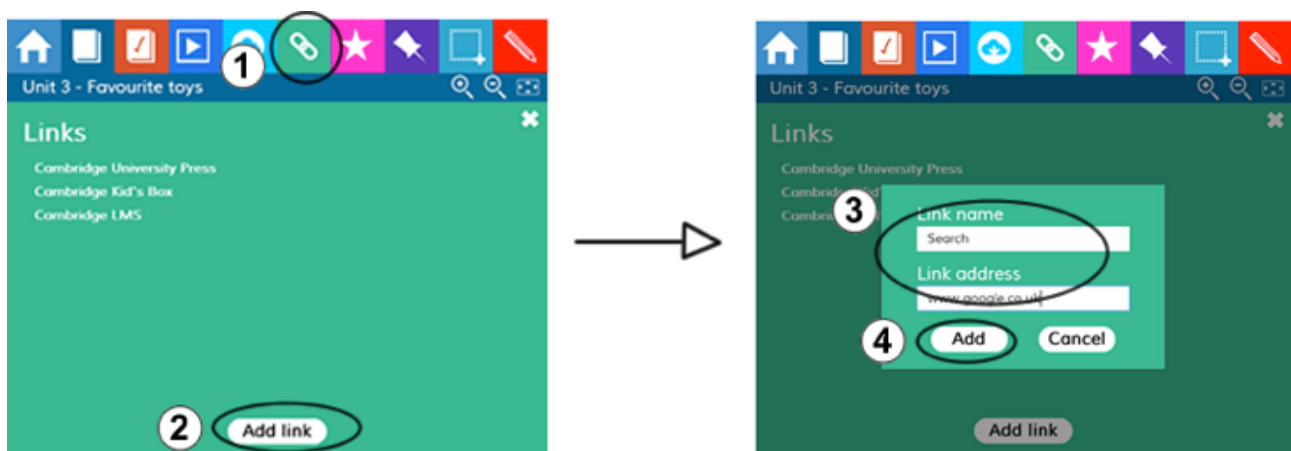 1
Unit 3 - Favourite toys
Links
Cambridge University Press
Cambridge Kid's Box
Cambridge LMS
2
Add link
Unit 3 - Favourite toys
Links
Cambridge University Press
Cambridge
3
Link name
Search
Link address
www.google.co.uk
4
Add
Cancel
Add link